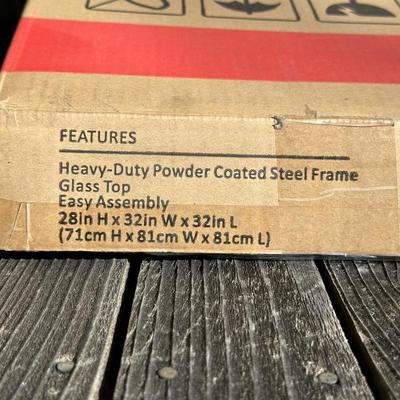 FEATURES
Heavy-Duty Powder Coated Steel Frame
Glass Top
Easy Assembly
28in H x 32in W x 32in L
(71cm H x 81cm W x 81cm L)